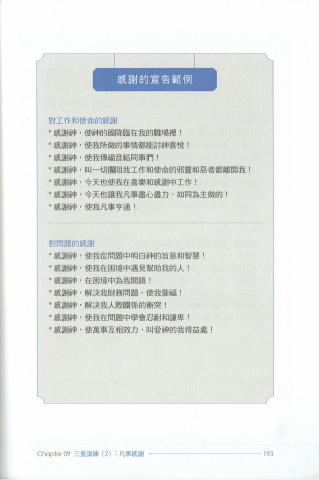 感謝的宣告範例
對工作和使命的感謝
*感謝神，使神的國降臨在我的職場裡！
*感謝神，使我所做的事情都能討神喜悅！
*感謝神，使我傳福音給同事們！
*感謝神，叫一切攔阻我工作和使命的邪靈和惡者都離開我！
*感謝神，今天也使我在喜樂和感謝中工作！
*感謝神，今天也讓我凡事盡心盡力，如同為主做的！
*感謝神，使我凡事亨通！
對問題的感謝
*感謝神，使我從問題中明白神的旨意和智慧！
*感謝神，使我在困境中遇見幫助我的人！
*感謝神，在困境中為我開路！
*感謝神，解決我財務問題，使我蒙福！
*感謝神，解決我人際關係的衝突！
*感謝神，使我在問題中學會忍耐和謙卑！
*感謝神，使萬事互相效力，叫愛神的我得益處！
Chapter 09 三重訓練（2）：凡事感謝 193